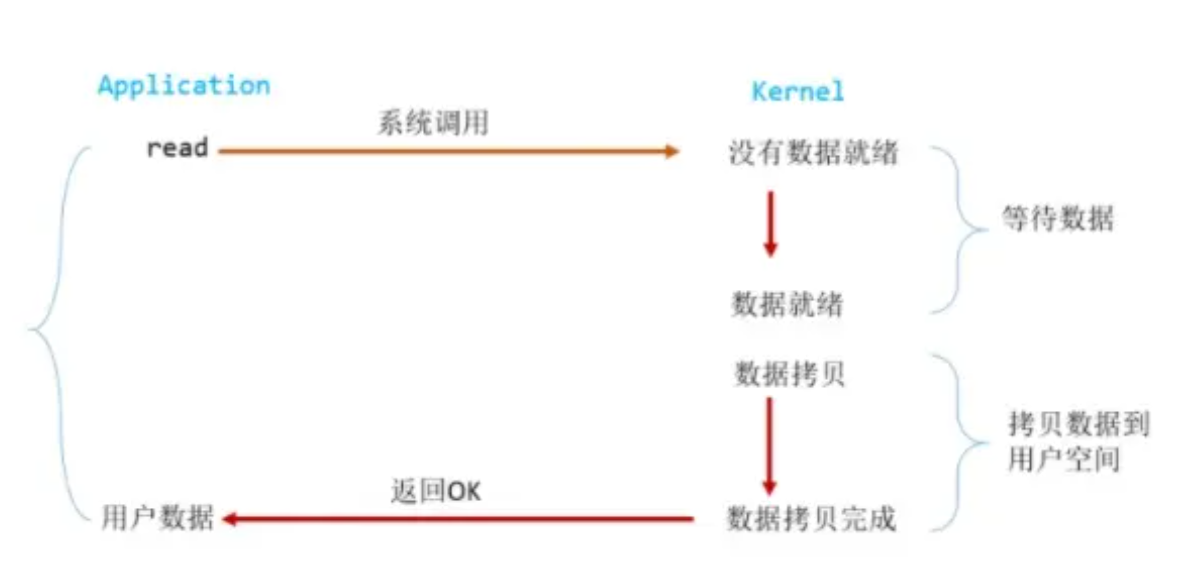 Application
Kernel
系统调用
read
没有数据就绪
等待数据
数据就绪
数据拷贝
拷贝数据到
用户空间
返回OK
用户数据
数据拷贝完成